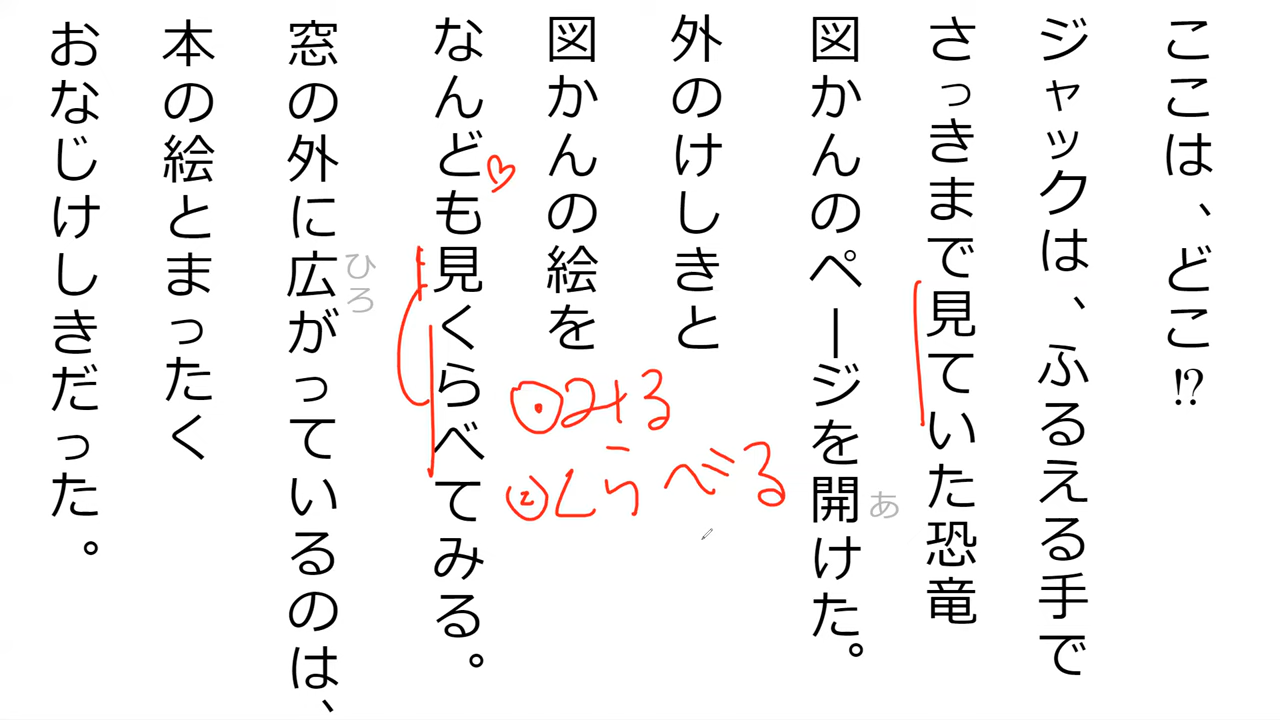 ここは、どこ⁉
ジャックは、ふるえる手で
さっきまで見ていた恐竜
図かんのページを開けた。
あ
外のけしきと
図かんの絵を
なんども見くらべてみる。
みる
②くらべる
窓の外に広がっているのは、
ひろ
本の絵とまったく
おなじけしきだった。